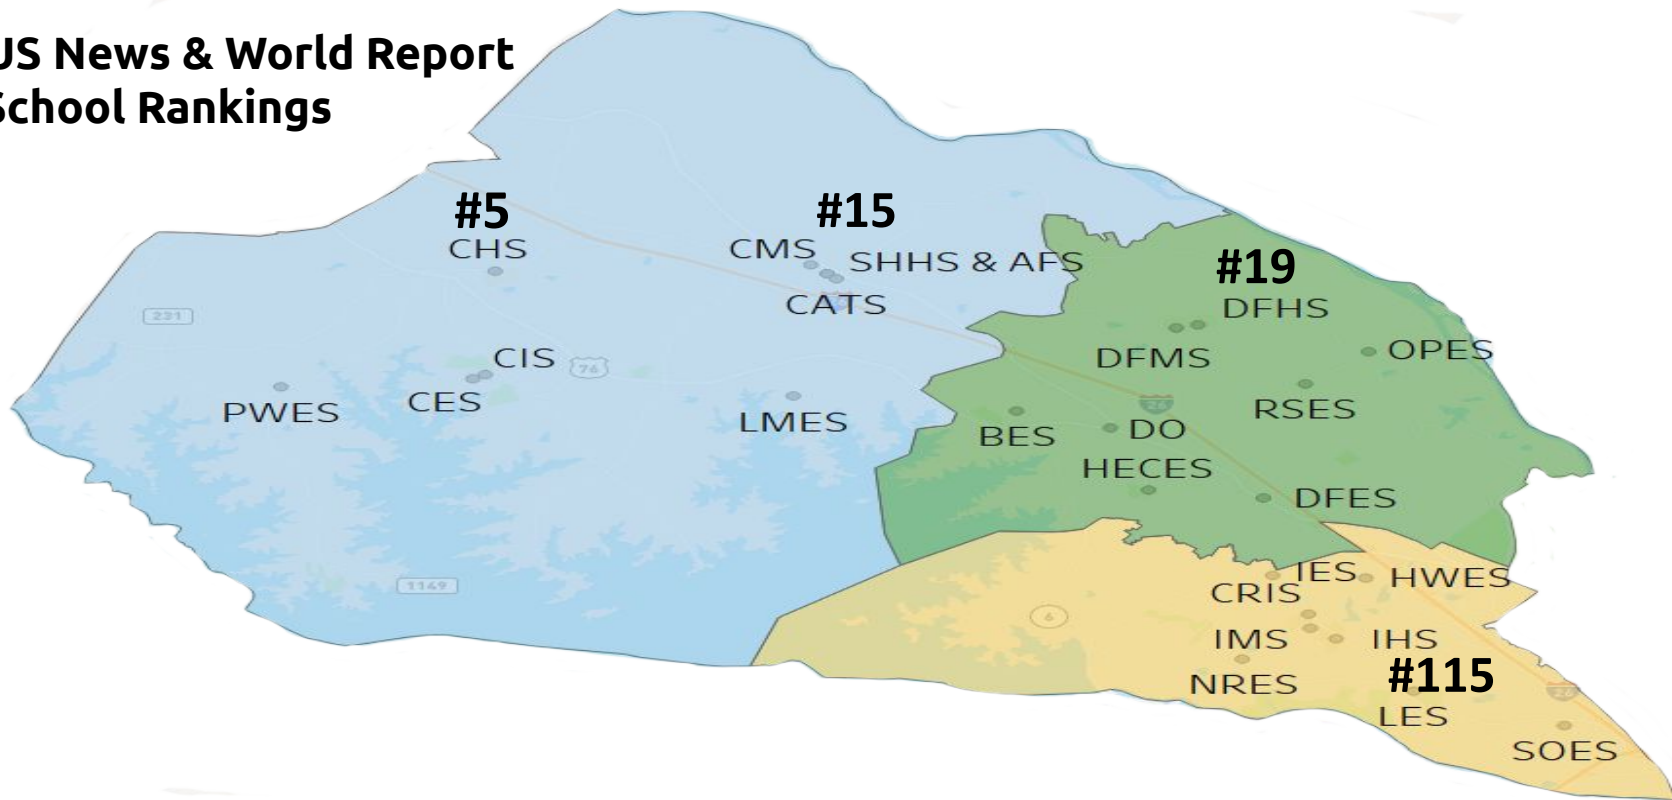 US News & World Report
School Rankings
#5
CHS
#15
CMS
SHHS & AFS
CATS
#19
DFHS
231
CIS
76
DFMS
OPES
PWES
CES
LMES
26
RSES
BES
DO
HECES
DFES
1149
6
IES
HWES
CRIS
IMS
IHS
NRES
#115
26
LES
SOES